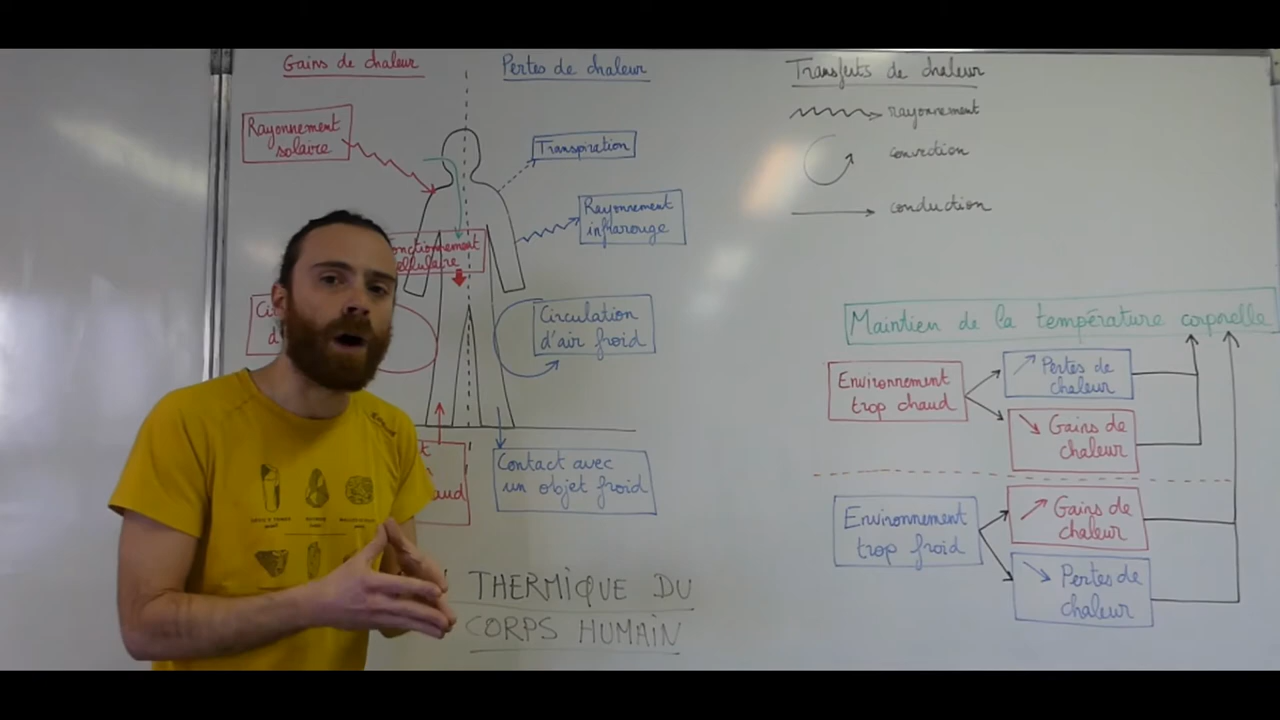 Gains de chaleur
Pertes de chaleur
Rayonnement
solaire
Transpiration
Rayonnement
infrarouge
cellulaire
Circulation
d'air froid
Contact avec
un objet froid
THERMIQUE DU
CORPS HUMAIN
Transferts de chaleur
rayonnement
convection
conduction
Maintien de la température corporelle
Environnement
trop chaud
Pertes de
chaleur
Gains de
chaleur
Environnement
trop froid
Gains de
chaleur
Pertes de
chaleur